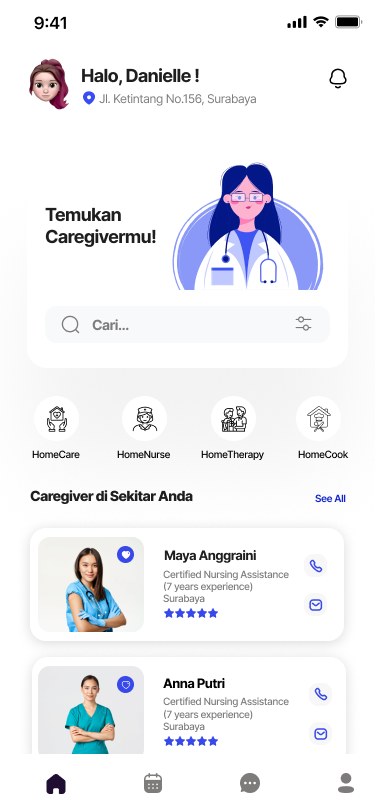 9:41
Halo, Danielle !
Jl. Ketintang No.156, Surabaya
Temukan
Caregivermu!
Cari...
HomeCare
HomeNurse
HomeTherapy
HomeCook
Caregiver di Sekitar Anda
See All
Maya Anggraini
Certified Nursing Assistance
(7 years experience)
Surabaya
Anna Putri
Certified Nursing Assistance
(7 years experience)
Surabaya